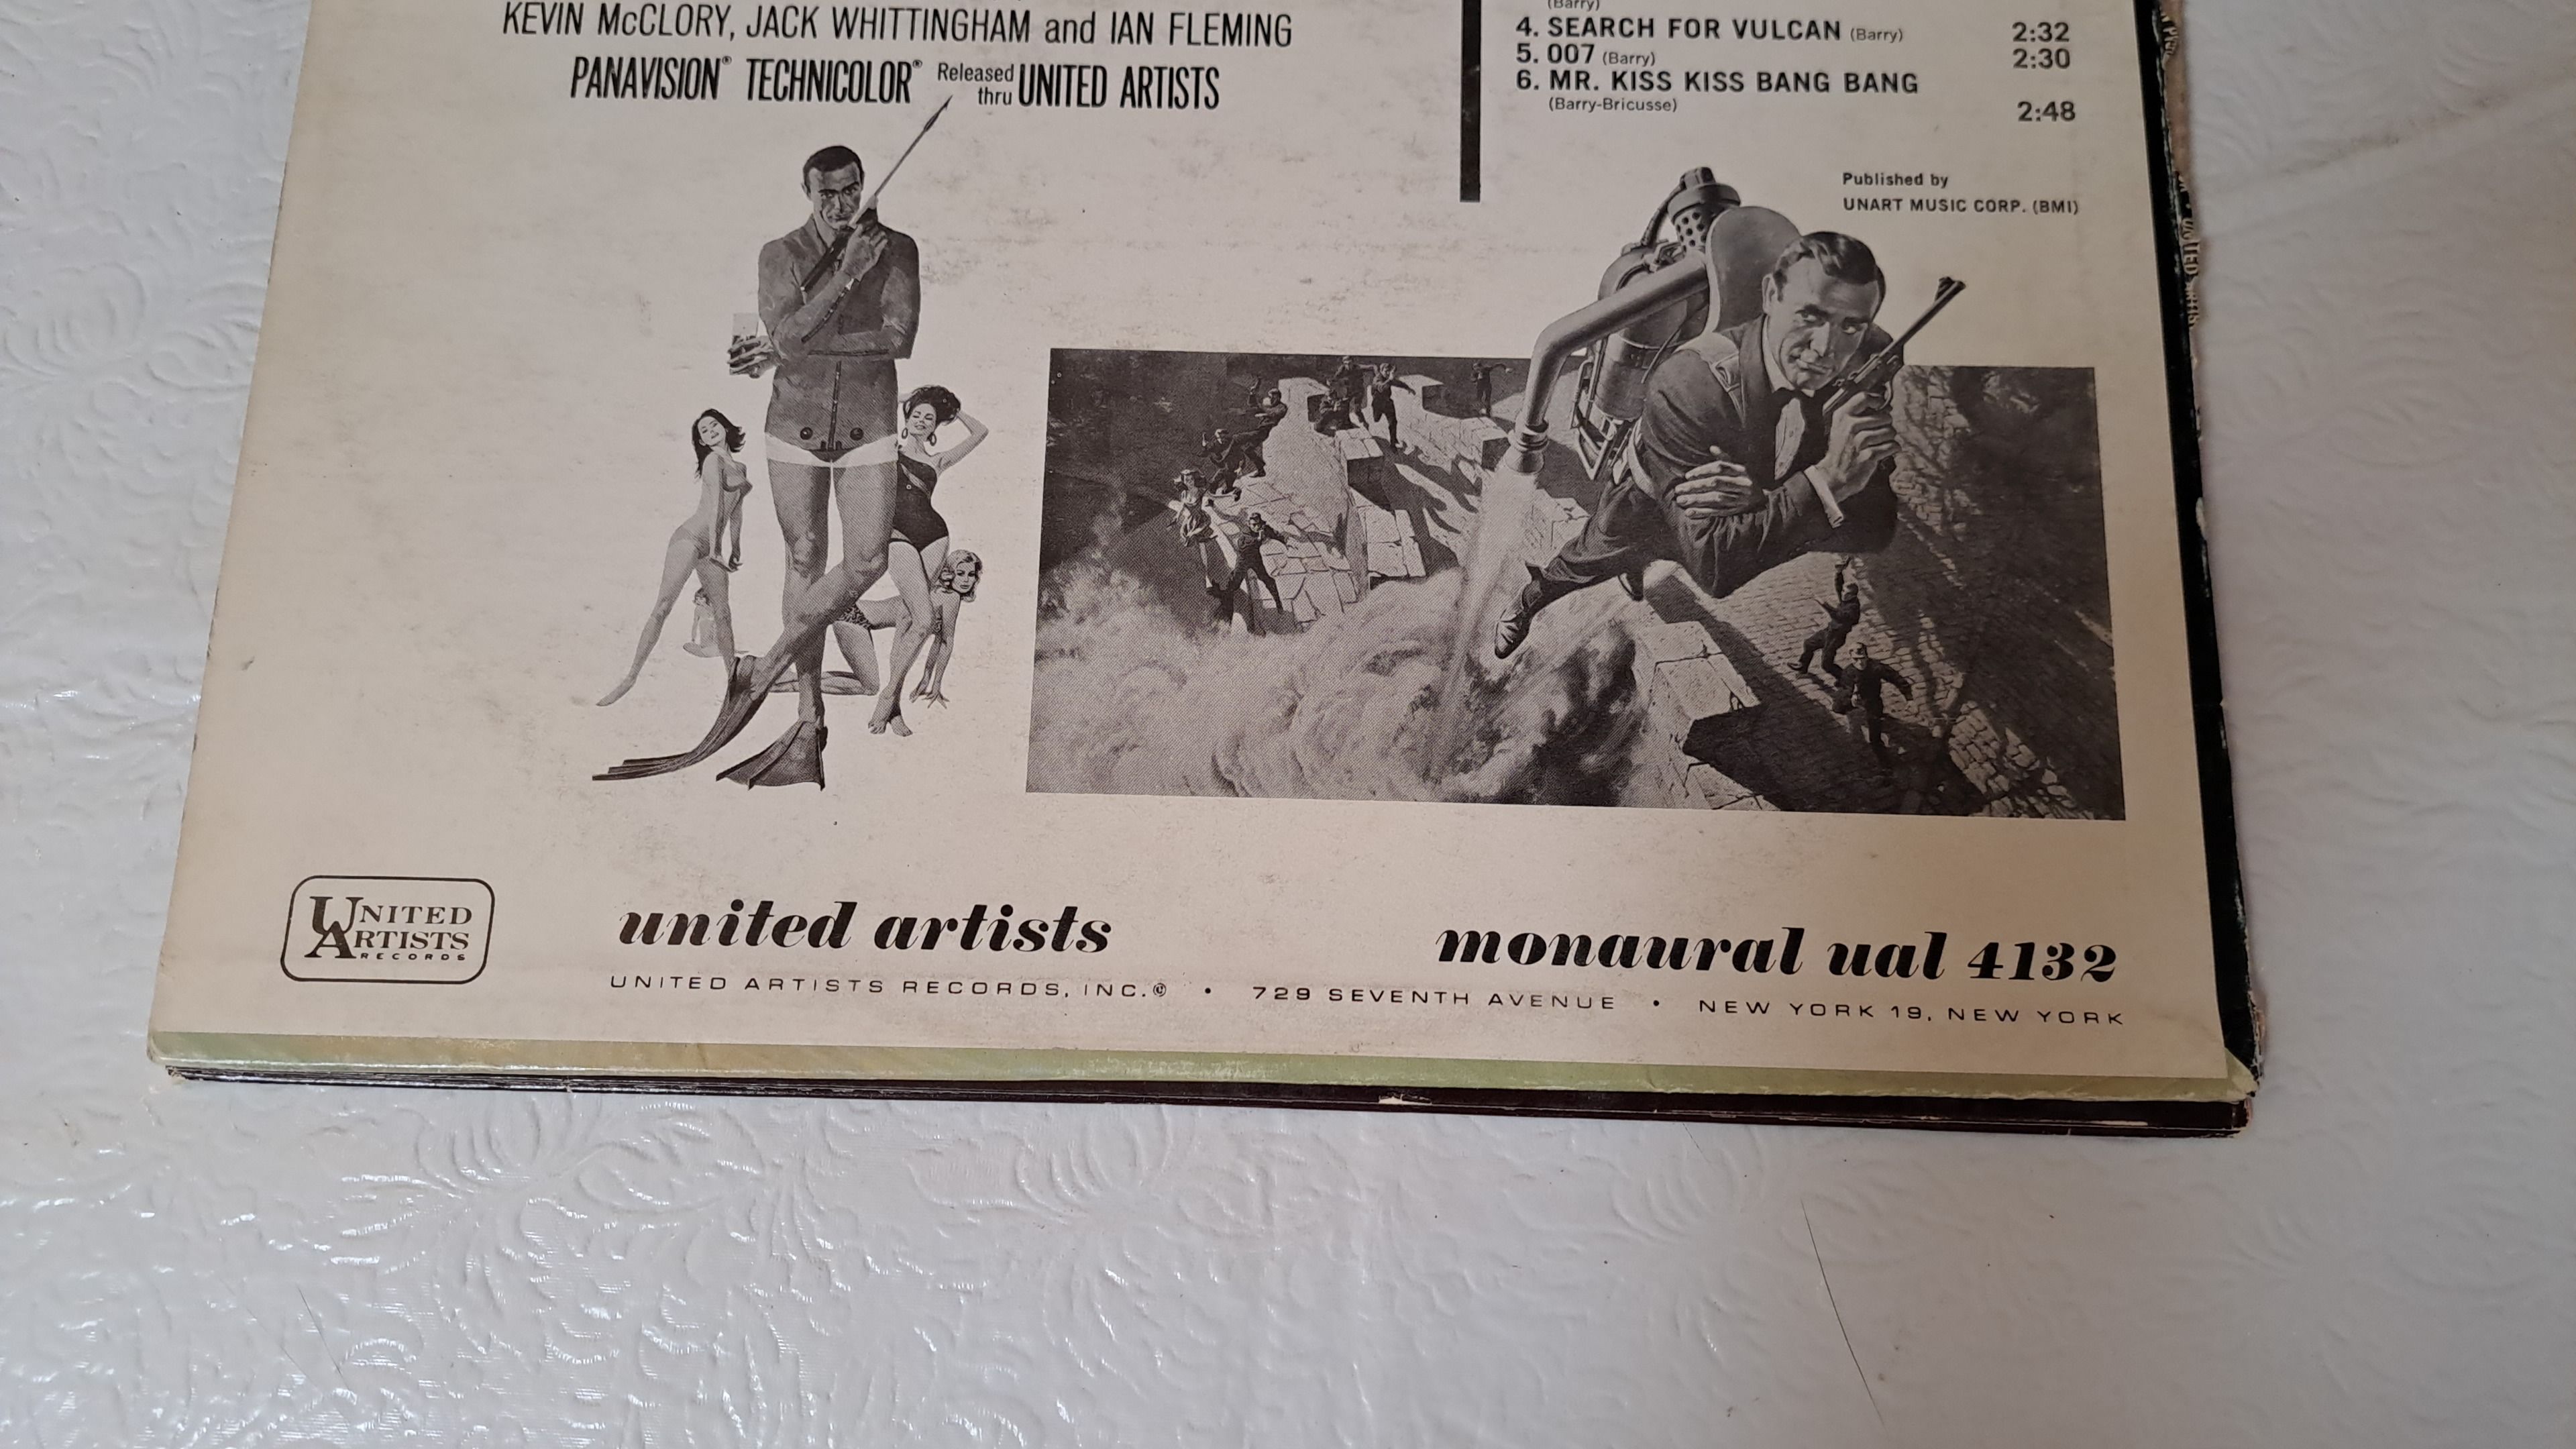 KEVIN McCLORY, JACK WHITTINGHAM and IAN FLEMING
PANAVISION® TECHNICOLOR® Released thru UNITED ARTISTS
(Barry)
4. SEARCH FOR VULCAN (Barry) 2:32
5. 007 (Barry) 2:30
6. MR. KISS KISS BANG BANG
(Barry-Bricusse) 2:48
Published by
UNART MUSIC CORP. (BMI)
UNITED
ARTISTS
RECORDS
united artists
monaural ual 4132
UNITED ARTISTS RECORDS, INC.© • 729 SEVENTH AVENUE • NEW YORK 19, NEW YORK